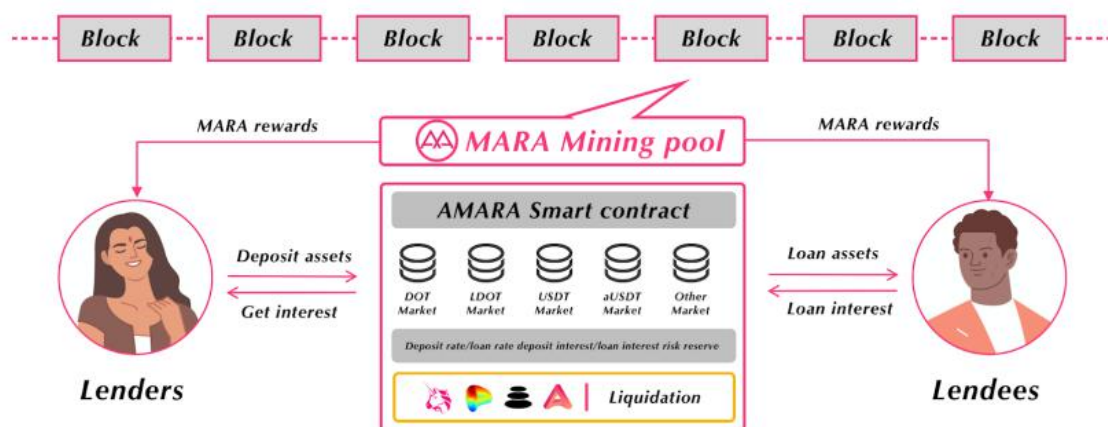 Block Block Block Block Block Block Block
MARA rewards
MARA Mining pool
MARA rewards
AMARA Smart contract
Deposit assets
Get interest
DOT Market
LDOT Market
USDT Market
aUSDT Market
Other Market
Loan assets
Loan interest
Deposit rate/loan rate deposit interest/loan interest risk reserve
Liquidation
Lenders
Lendees